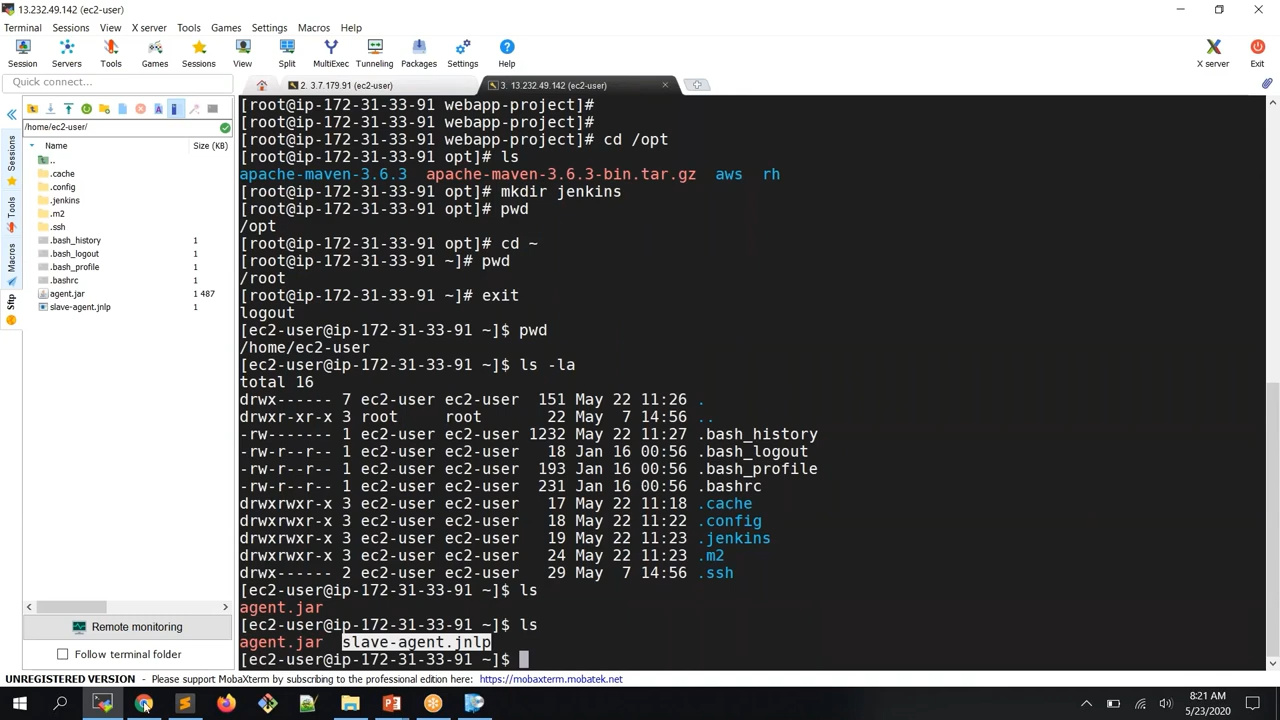 13.232.49.142 (ec2-user)
Terminal Sessions View X server Tools Games Settings Macros Help
Session Servers Tools Games Sessions View Split MultiExec Tunneling Packages Settings Help X server Exit
Quick connect...
2. 3.7.179.91 (ec2-user)
3. 13.232.49.142 (ec2-user)
/home/ec2-user/
Name Size (KB)
..
.cache
.config
.jenkins
.m2
.ssh
.bash_history 1
.bash_logout 1
.bash_profile 1
.bashrc 1
agent.jar 1 487
slave-agent.jnlp 1
Sessions
Tools
Macros
Sftp
Remote monitoring
Follow terminal folder
[root@ip-172-31-33-91 webapp-project]#
[root@ip-172-31-33-91 webapp-project]#
[root@ip-172-31-33-91 webapp-project]# cd /opt
[root@ip-172-31-33-91 opt]# ls
apache-maven-3.6.3 apache-maven-3.6.3-bin.tar.gz aws rh
[root@ip-172-31-33-91 opt]# mkdir jenkins
[root@ip-172-31-33-91 opt]# pwd
/opt
[root@ip-172-31-33-91 opt]# cd ~
[root@ip-172-31-33-91 ~]# pwd
/root
[root@ip-172-31-33-91 ~]# exit
logout
[ec2-user@ip-172-31-33-91 ~]$ pwd
/home/ec2-user
[ec2-user@ip-172-31-33-91 ~]$ ls -la
total 16
drwx------ 7 ec2-user ec2-user 151 May 22 11:26 .
drwxr-xr-x 3 root root 22 May 7 14:56 ..
-rw------- 1 ec2-user ec2-user 1232 May 22 11:27 .bash_history
-rw-r--r-- 1 ec2-user ec2-user 18 Jan 16 00:56 .bash_logout
-rw-r--r-- 1 ec2-user ec2-user 193 Jan 16 00:56 .bash_profile
-rw-r--r-- 1 ec2-user ec2-user 231 Jan 16 00:56 .bashrc
drwxrwxr-x 3 ec2-user ec2-user 17 May 22 11:18 .cache
drwxrwxr-x 3 ec2-user ec2-user 18 May 22 11:22 .config
drwxrwxr-x 3 ec2-user ec2-user 19 May 22 11:23 .jenkins
drwxrwxr-x 3 ec2-user ec2-user 24 May 22 11:23 .m2
drwx------ 2 ec2-user ec2-user 29 May 7 14:56 .ssh
[ec2-user@ip-172-31-33-91 ~]$ ls
agent.jar
[ec2-user@ip-172-31-33-91 ~]$ ls
agent.jar slave-agent.jnlp
[ec2-user@ip-172-31-33-91 ~]$
UNREGISTERED VERSION - Please support MobaXterm by subscribing to the professional edition here: https://mobaxterm.mobatek.net
8:21 AM
5/23/2020